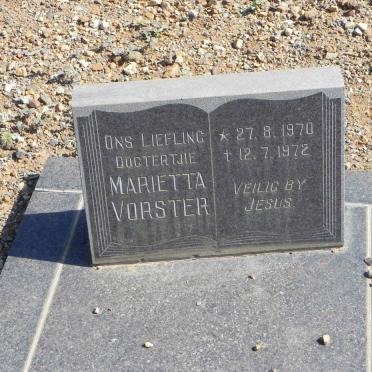 Ons Liefling
Dogtertjie
Marietta
Vorster
* 27.8.1970
† 12.7.1972
Veilig by
Jesus